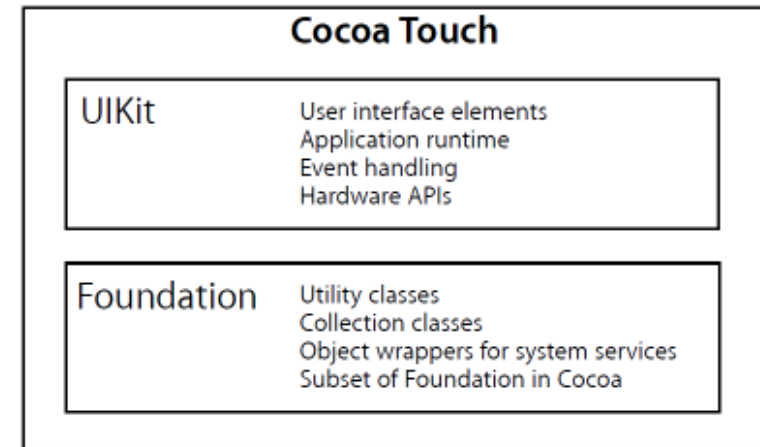 Cocoa Touch
UIKit
User interface elements
Application runtime
Event handling
Hardware APIs
Foundation
Utility classes
Collection classes
Object wrappers for system services
Subset of Foundation in Cocoa